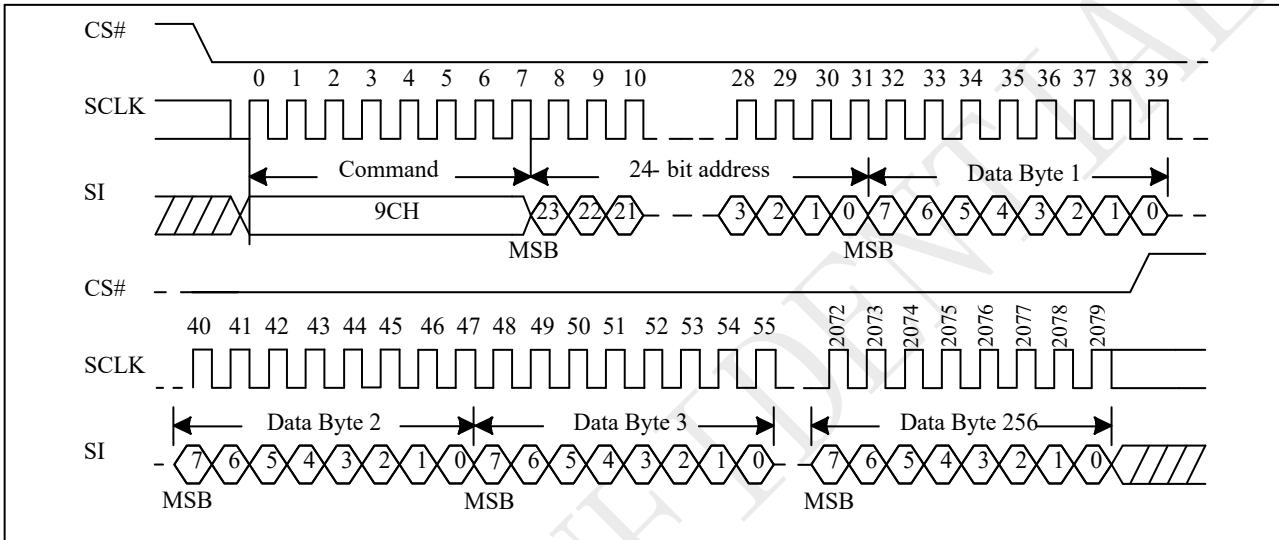 CS#
0 1 2 3 4 5 6 7 8 9 10 28 29 30 31 32 33 34 35 36 37 38 39
SCLK
Command 24- bit address Data Byte 1
SI
9CH 23 22 21 3 2 1 0 7 6 5 4 3 2 1 0
MSB MSB
CS#
40 41 42 43 44 45 46 47 48 49 50 51 52 53 54 55 2072 2073 2074 2075 2076 2077 2078 2079
SCLK
Data Byte 2 Data Byte 3 Data Byte 256
SI
7 6 5 4 3 2 1 0 7 6 5 4 3 2 1 0 7 6 5 4 3 2 1 0
MSB MSB MSB